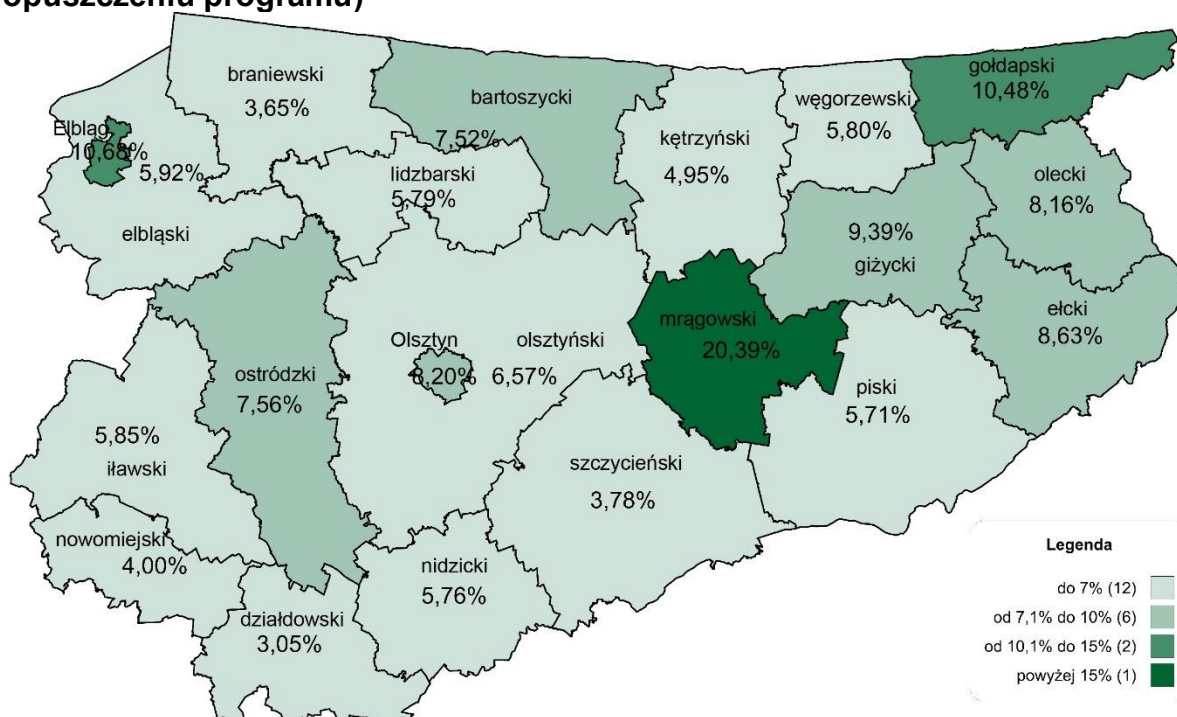 opuszczeniu programu)
braniewski
3,65%
bartoszycki
7,52%
węgorzewski
5,80%
gołdapski
10,48%
Elbląg
10,68%
5,92%
elbląski
lidzbarski
5,79%
kętrzyński
4,95%
olecki
8,16%
9,39%
giżycki
ełcki
8,63%
mrągowski
20,39%
Olsztyn
8,20%
olsztyński
6,57%
ostródzki
7,56%
piski
5,71%
5,85%
iławski
szczycieński
3,78%
nowomiejski
4,00%
nidzicki
5,76%
działdowski
3,05%
Legenda
do 7% (12)
od 7,1% do 10% (6)
od 10,1% do 15% (2)
powyżej 15% (1)